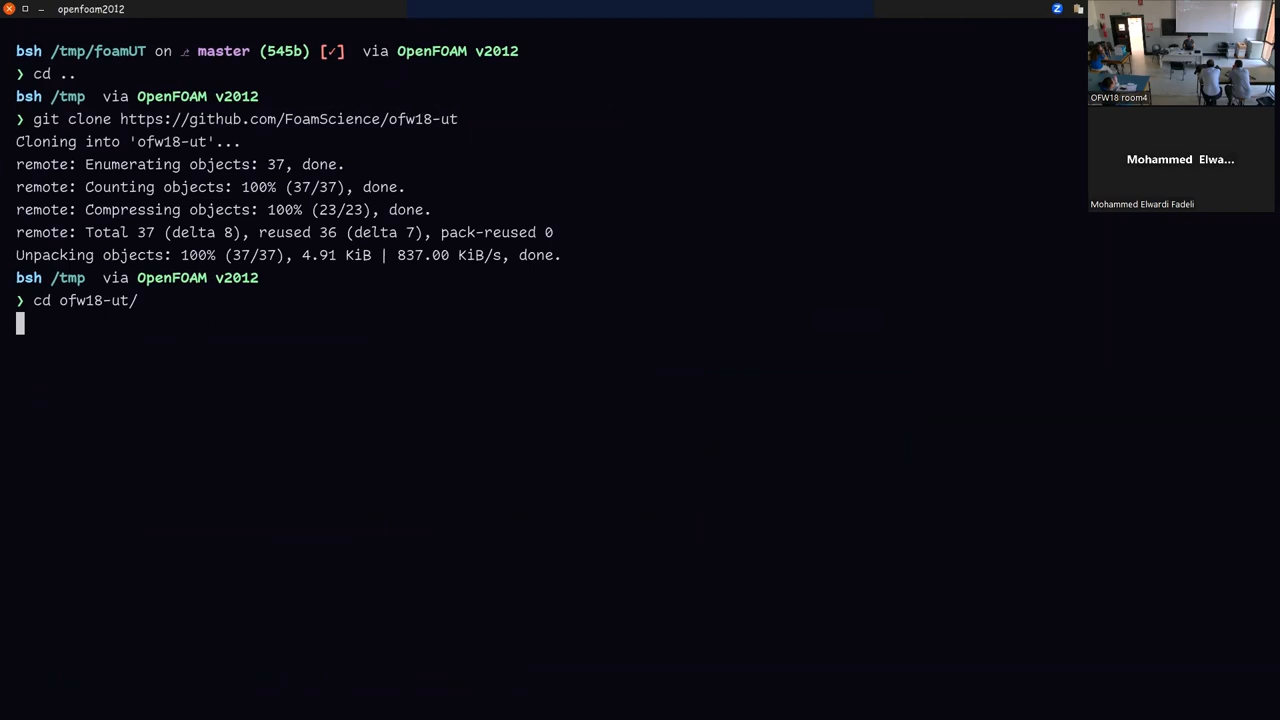 openfoam2012
bsh /tmp/foamUT on master (545b) [✓] via OpenFOAM v2012
❯ cd ..
bsh /tmp via OpenFOAM v2012
❯ git clone https://github.com/FoamScience/ofw18-ut
Cloning into 'ofw18-ut'...
remote: Enumerating objects: 37, done.
remote: Counting objects: 100% (37/37), done.
remote: Compressing objects: 100% (23/23), done.
remote: Total 37 (delta 8), reused 36 (delta 7), pack-reused 0
Unpacking objects: 100% (37/37), 4.91 KiB | 837.00 KiB/s, done.
bsh /tmp via OpenFOAM v2012
❯ cd ofw18-ut/
OFW18 room4
Mohammed Elwa...
Mohammed Elwardi Fadeli